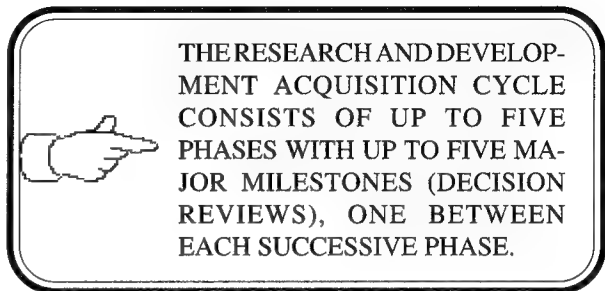 THE RESEARCH AND DEVELOP-
MENT ACQUISITION CYCLE
CONSISTS OF UP TO FIVE
PHASES WITH UP TO FIVE MA-
JOR MILESTONES (DECISION
REVIEWS), ONE BETWEEN
EACH SUCCESSIVE PHASE.